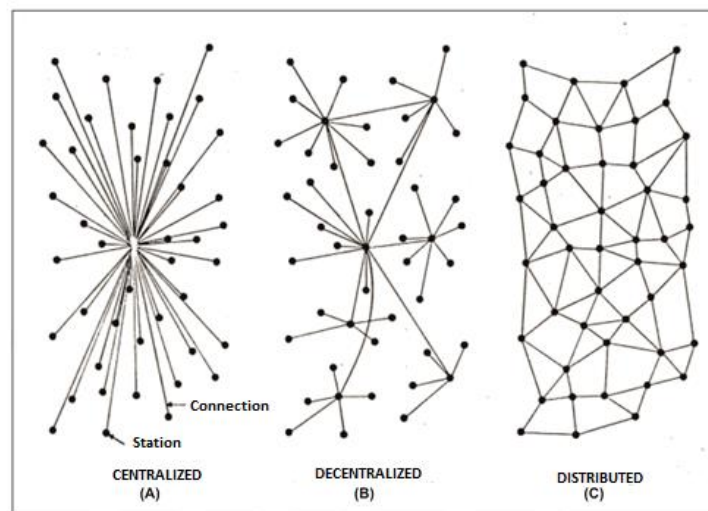 Connection
Station
CENTRALIZED
(A)
DECENTRALIZED
(B)
DISTRIBUTED
(C)